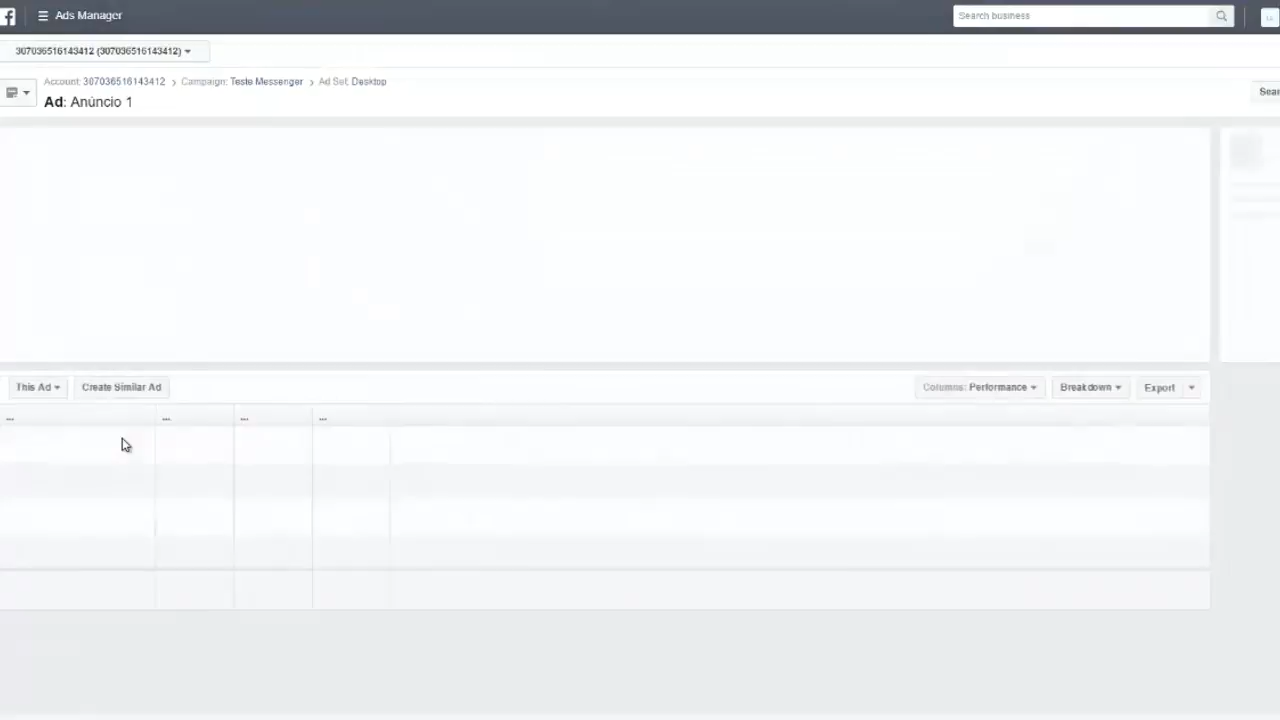 f ☰ Ads Manager Search business
307036516143412 (307036516143412)
Account: 307036516143412 > Campaign: Teste Messenger > Ad Set: Desktop
Ad: Anúncio 1
This Ad Create Similar Ad Columns: Performance Breakdown Export
... ... ... ...